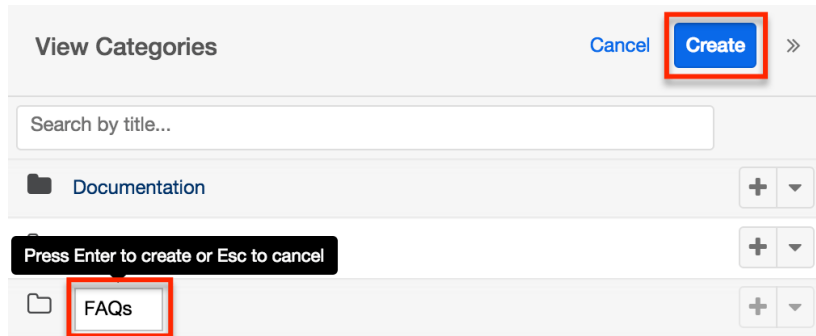 View Categories
Cancel
Create
Search by title...
Documentation
Press Enter to create or Esc to cancel
FAQs